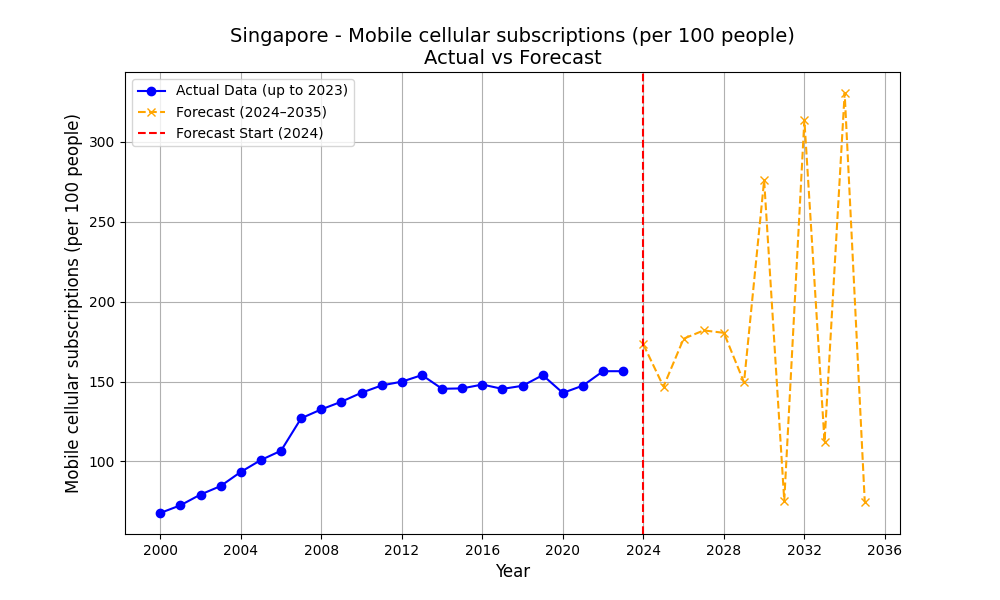 Singapore - Mobile cellular subscriptions (per 100 people)
Actual vs Forecast
Actual Data (up to 2023)
Forecast (2024–2035)
Forecast Start (2024)
Mobile cellular subscriptions (per 100 people)
300
250
200
150
100
2000 2004 2008 2012 2016 2020 2024 2028 2032 2036
Year